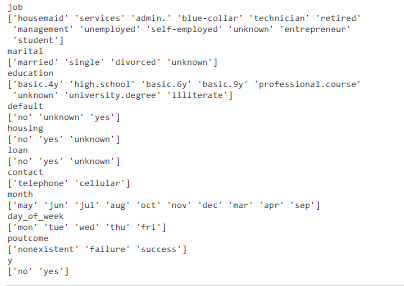 job
['housemaid' 'services' 'admin.' 'blue-collar' 'technician' 'retired'
'management' 'unemployed' 'self-employed' 'unknown' 'entrepreneur'
'student']
marital
['married' 'single' 'divorced' 'unknown']
education
['basic.4y' 'high.school' 'basic.6y' 'basic.9y' 'professional.course'
'unknown' 'university.degree' 'illiterate']
default
['no' 'unknown' 'yes']
housing
['no' 'yes' 'unknown']
loan
['no' 'yes' 'unknown']
contact
['telephone' 'cellular']
month
['may' 'jun' 'jul' 'aug' 'oct' 'nov' 'dec' 'mar' 'apr' 'sep']
day_of_week
['mon' 'tue' 'wed' 'thu' 'fri']
poutcome
['nonexistent' 'failure' 'success']
y
['no' 'yes']